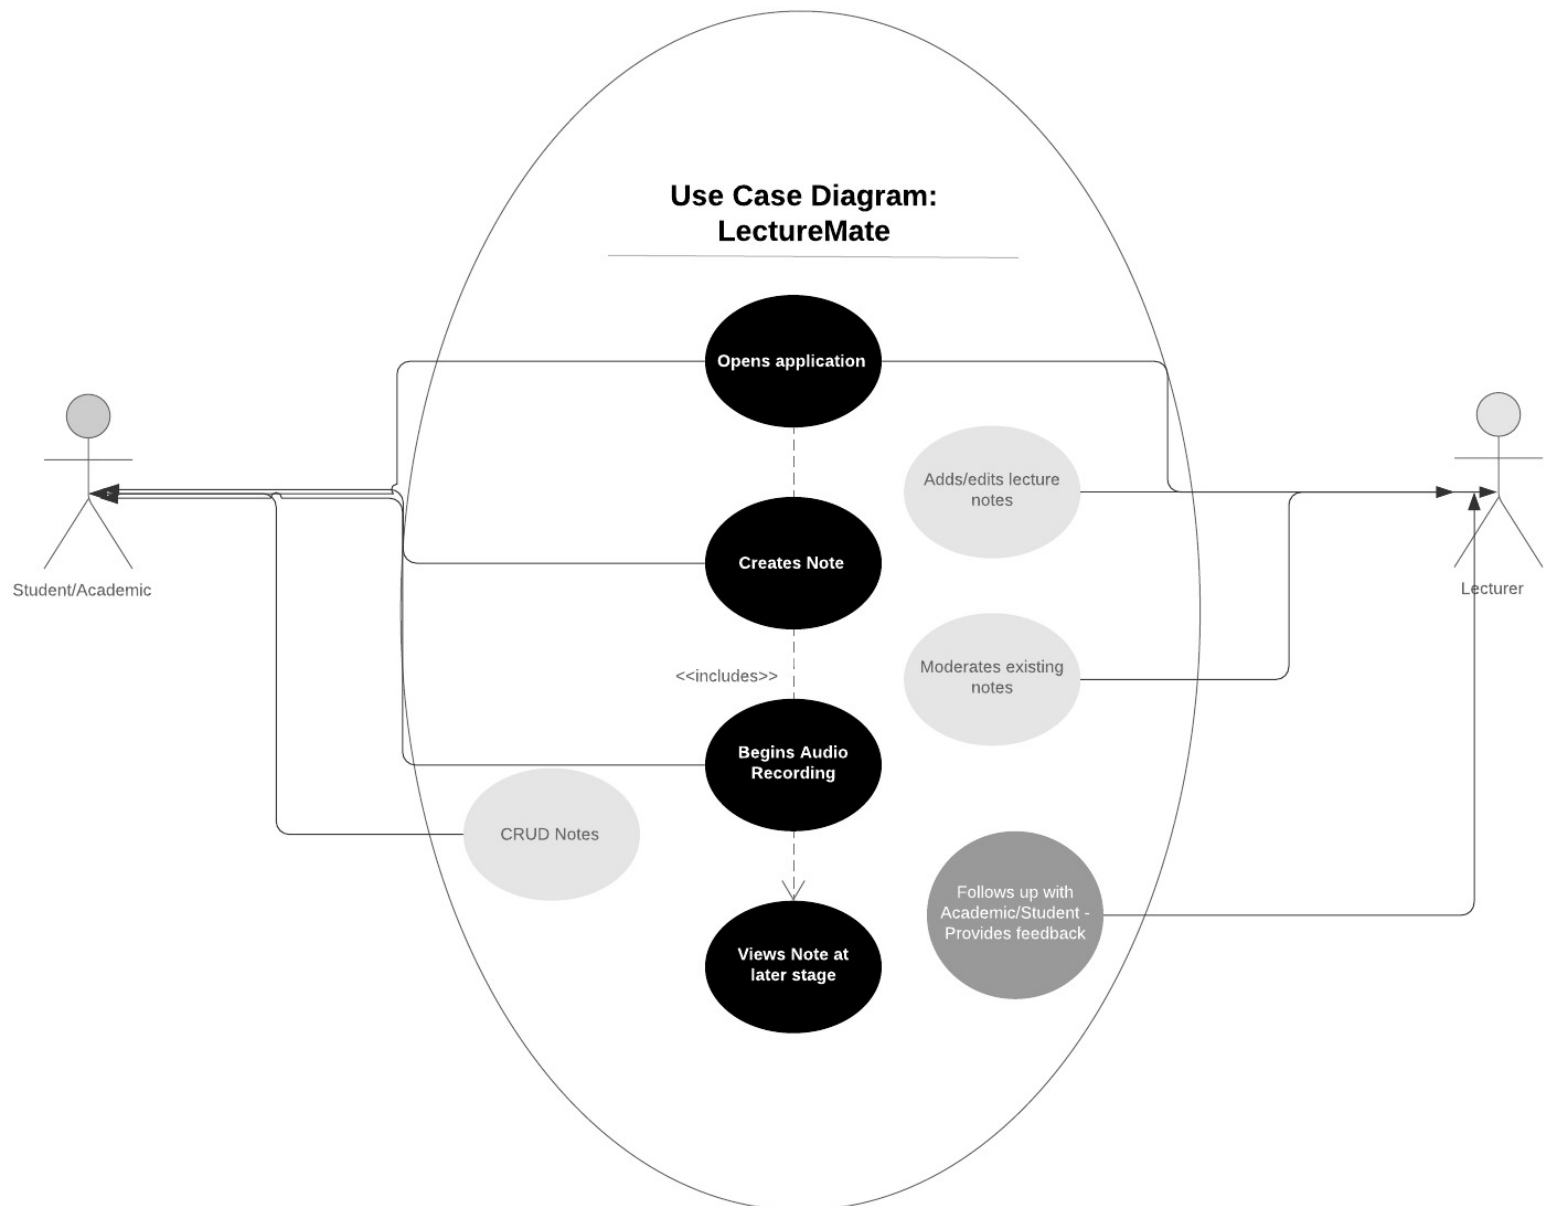 Use Case Diagram:
LectureMate
Opens application
Adds/edits lecture
notes
Creates Note
Student/Academic
Lecturer
<<includes>>
Moderates existing
notes
Begins Audio
Recording
CRUD Notes
Follows up with
Academic/Student -
Provides feedback
Views Note at
later stage